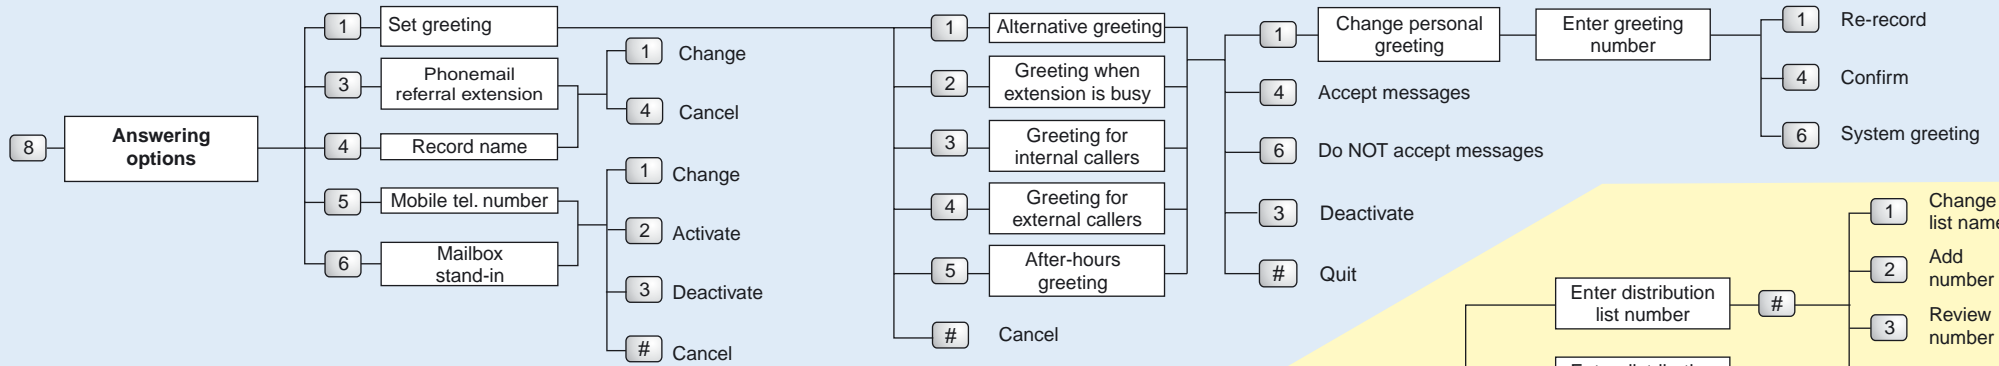 8
Answering
options
1
Set greeting
3
Phonemail
referral extension
4
Record name
5
Mobile tel. number
6
Mailbox
stand-in
1
Change
4
Cancel
1
Change
2
Activate
3
Deactivate
#
Cancel
1
Alternative greeting
2
Greeting when
extension is busy
3
Greeting for
internal callers
4
Greeting for
external callers
5
After-hours
greeting
#
Cancel
1
Change personal
greeting
Enter greeting
number
4
Accept messages
6
Do NOT accept messages
3
Deactivate
#
Quit
1
Re-record
4
Confirm
6
System greeting
Enter distribution
list number
#
1
Change
list name
2
Add
number
3
Review
number